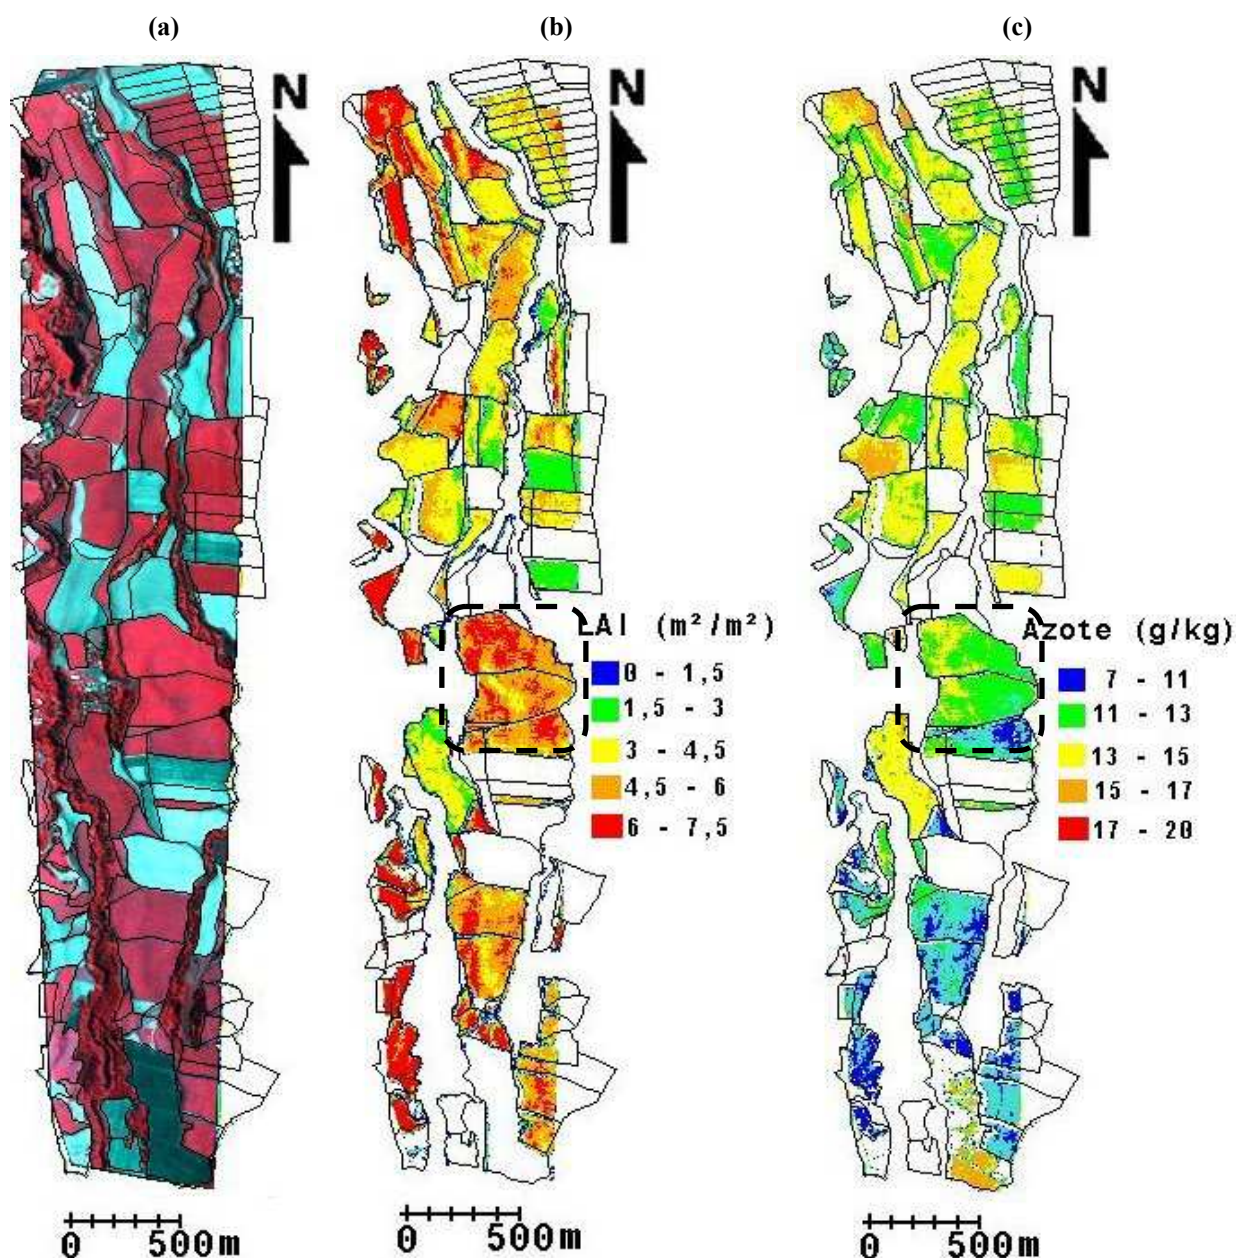 (a)
(b)
(c)
N
N
N
LAI (m²/m²)
0 - 1,5
1,5 - 3
3 - 4,5
4,5 - 6
6 - 7,5
Azote (g/kg)
7 - 11
11 - 13
13 - 15
15 - 17
17 - 20
0 500m
0 500m
0 500m